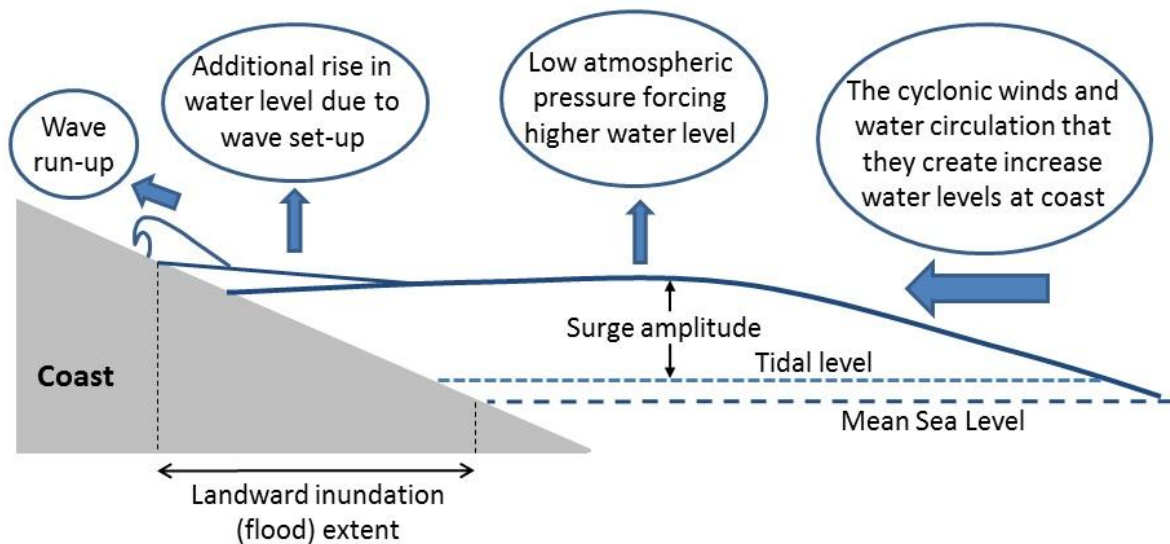 Wave
run-up
Additional rise in
water level due to
wave set-up
Low atmospheric
pressure forcing
higher water level
The cyclonic winds and
water circulation that
they create increase
water levels at coast
Surge amplitude
Tidal level
Mean Sea Level
Coast
Landward inundation
(flood) extent